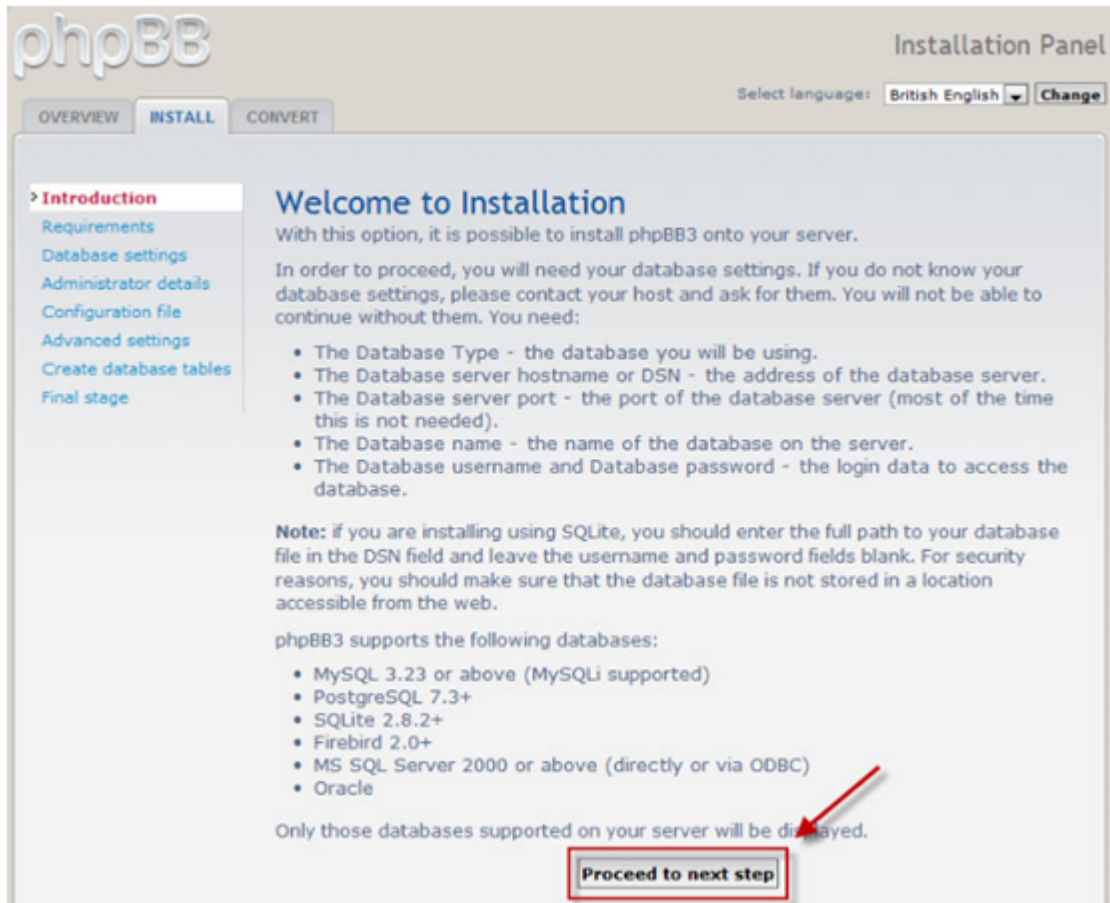 phpBB
Installation Panel
Select language: British English Change
OVERVIEW INSTALL CONVERT
Introduction
Requirements
Database settings
Administrator details
Configuration file
Advanced settings
Create database tables
Final stage
Welcome to Installation
With this option, it is possible to install phpBB3 onto your server.
In order to proceed, you will need your database settings. If you do not know your
database settings, please contact your host and ask for them. You will not be able to
continue without them. You need:
• The Database Type - the database you will be using.
• The Database server hostname or DSN - the address of the database server.
• The Database server port - the port of the database server (most of the time
this is not needed).
• The Database name - the name of the database on the server.
• The Database username and Database password - the login data to access the
database.
Note: if you are installing using SQLite, you should enter the full path to your database
file in the DSN field and leave the username and password fields blank. For security
reasons, you should make sure that the database file is not stored in a location
accessible from the web.
phpBB3 supports the following databases:
• MySQL 3.23 or above (MySQLi supported)
• PostgreSQL 7.3+
• SQLite 2.8.2+
• Firebird 2.0+
• MS SQL Server 2000 or above (directly or via ODBC)
• Oracle
Only those databases supported on your server will be displayed.
Proceed to next step